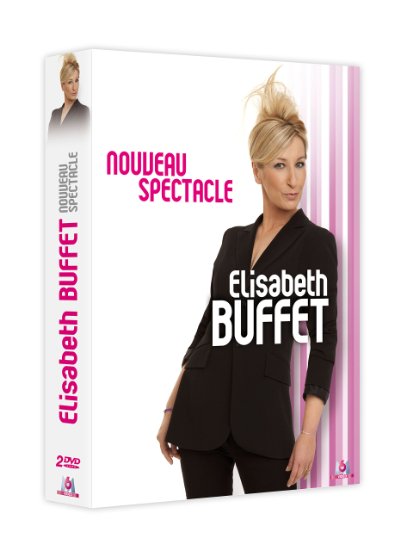 NOUVEAU
SPECTACLE
Elisabeth
BUFFET
Elisabeth BUFFET
NOUVEAU
SPECTACLE
2 DVD